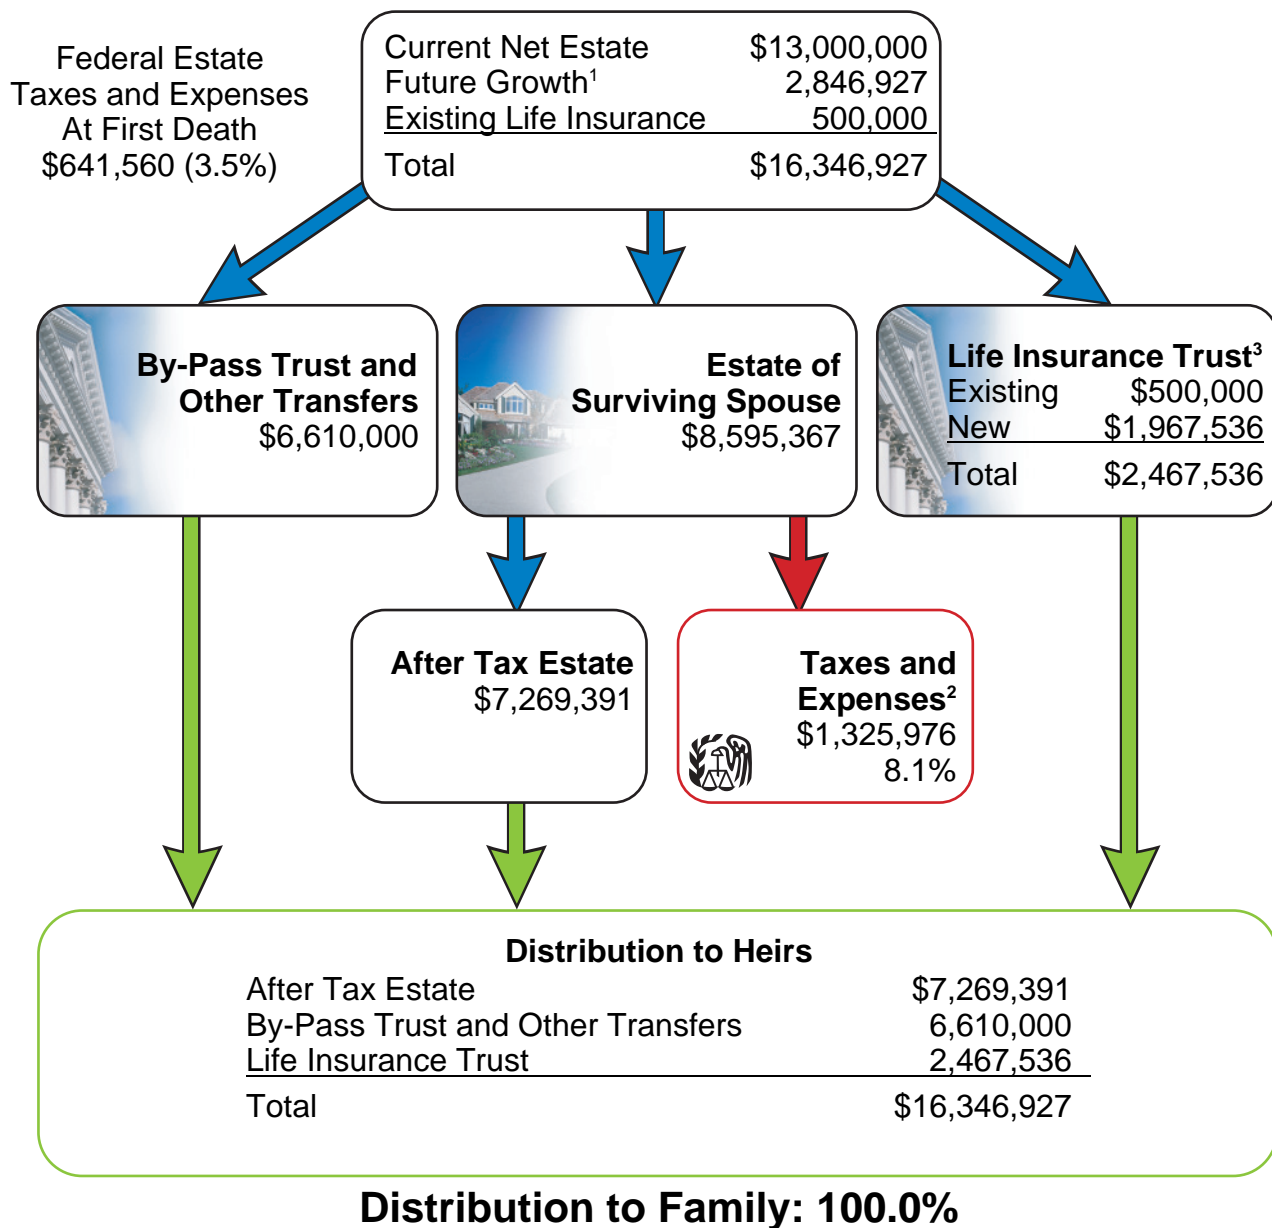 Federal Estate
Taxes and Expenses
At First Death
$641,560 (3.5%)
Current Net Estate $13,000,000
Future Growth¹ 2,846,927
Existing Life Insurance 500,000
Total $16,346,927
By-Pass Trust and
Other Transfers
$6,610,000
Estate of
Surviving Spouse
$8,595,367
Life Insurance Trust³
Existing $500,000
New $1,967,536
Total $2,467,536
After Tax Estate
$7,269,391
Taxes and
Expenses²
$1,325,976
8.1%
Distribution to Heirs
After Tax Estate $7,269,391
By-Pass Trust and Other Transfers 6,610,000
Life Insurance Trust 2,467,536
Total $16,346,927
Distribution to Family: 100.0%